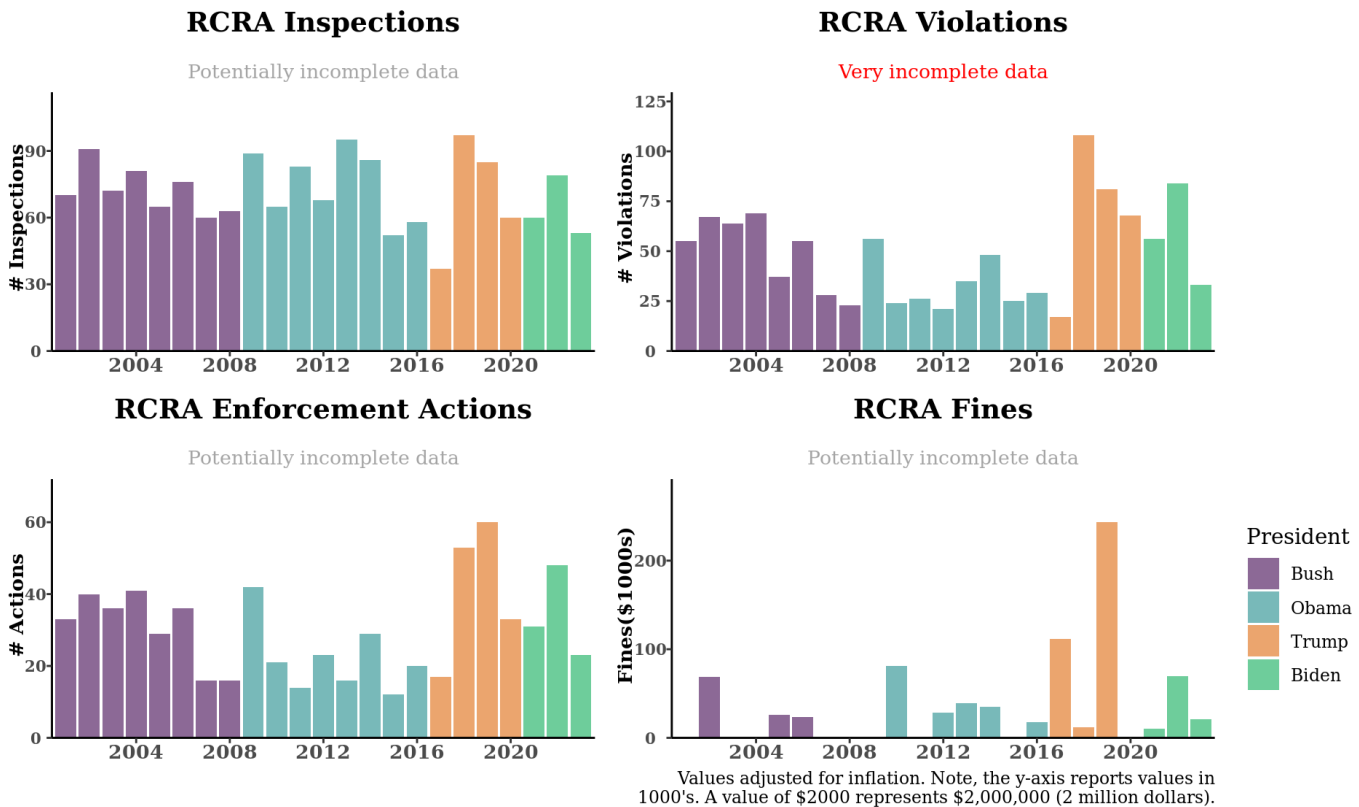 RCRA Inspections
Potentially incomplete data
# Inspections
90
60
30
0
2004 2008 2012 2016 2020
RCRA Violations
Very incomplete data
# Violations
125
100
75
50
25
0
2004 2008 2012 2016 2020
RCRA Enforcement Actions
Potentially incomplete data
# Actions
60
40
20
0
2004 2008 2012 2016 2020
RCRA Fines
Potentially incomplete data
Fines($1000s)
200
100
0
2004 2008 2012 2016 2020
President
Bush
Obama
Trump
Biden
Values adjusted for inflation. Note, the y-axis reports values in
1000's. A value of $2000 represents $2,000,000 (2 million dollars).